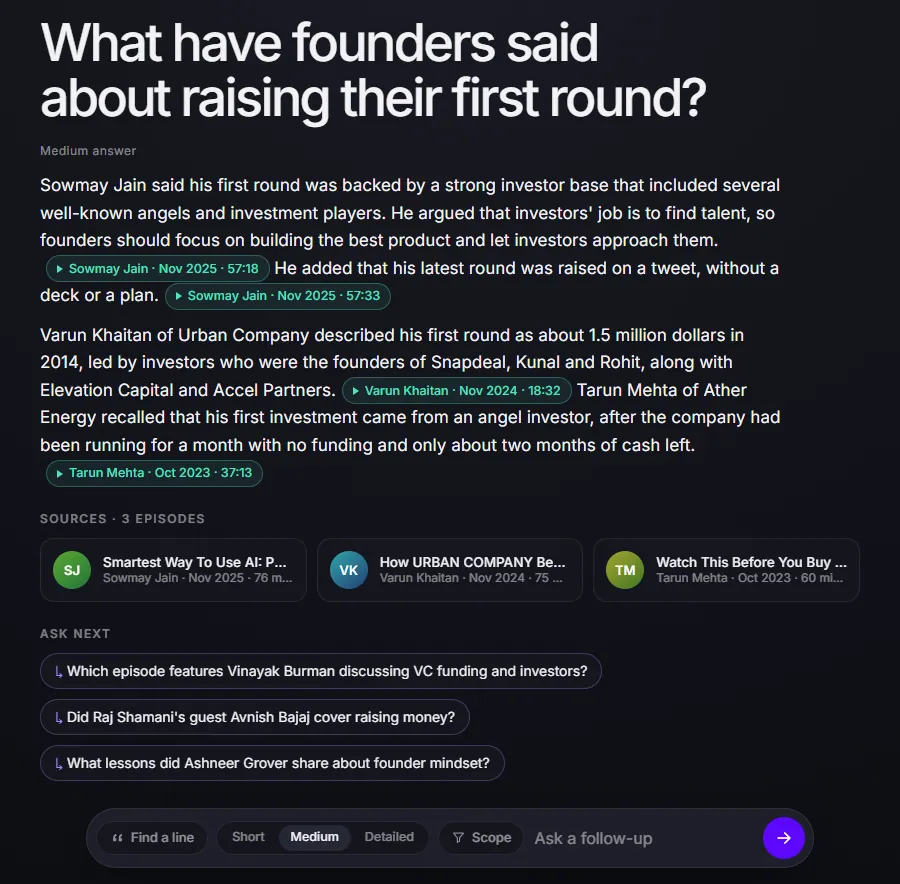 What have founders said
about raising their first round?
Medium answer
Sowmay Jain said his first round was backed by a strong investor base that included several
well-known angels and investment players. He argued that investors' job is to find talent, so
founders should focus on building the best product and let investors approach them.
Sowmay Jain · Nov 2025 · 57:18 He added that his latest round was raised on a tweet, without a
deck or a plan. Sowmay Jain · Nov 2025 · 57:33
Varun Khaitan of Urban Company described his first round as about 1.5 million dollars in
2014, led by investors who were the founders of Snapdeal, Kunal and Rohit, along with
Elevation Capital and Accel Partners. Varun Khaitan · Nov 2024 · 18:32 Tarun Mehta of Ather
Energy recalled that his first investment came from an angel investor, after the company had
been running for a month with no funding and only about two months of cash left.
Tarun Mehta · Oct 2023 · 37:13
SOURCES · 3 EPISODES
SJ Smartest Way To Use AI: P...
Sowmay Jain · Nov 2025 · 76 m...
VK How URBAN COMPANY Be...
Varun Khaitan · Nov 2024 · 75 ...
TM Watch This Before You Buy ...
Tarun Mehta · Oct 2023 · 60 mi...
ASK NEXT
Which episode features Vinayak Burman discussing VC funding and investors?
Did Raj Shamani's guest Avnish Bajaj cover raising money?
What lessons did Ashneer Grover share about founder mindset?
Find a line Short Medium Detailed Scope Ask a follow-up